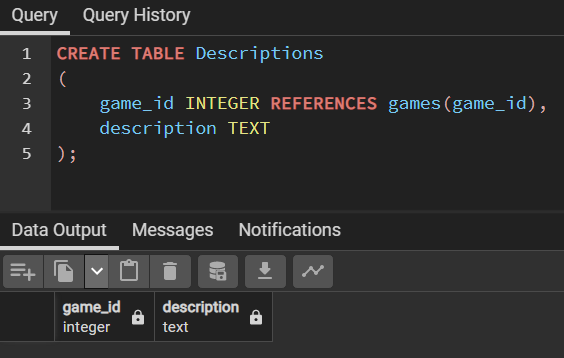 Query Query History
1 CREATE TABLE Descriptions
2 (
3 game_id INTEGER REFERENCES games(game_id),
4 description TEXT
5 );
Data Output Messages Notifications
game_id description
integer text